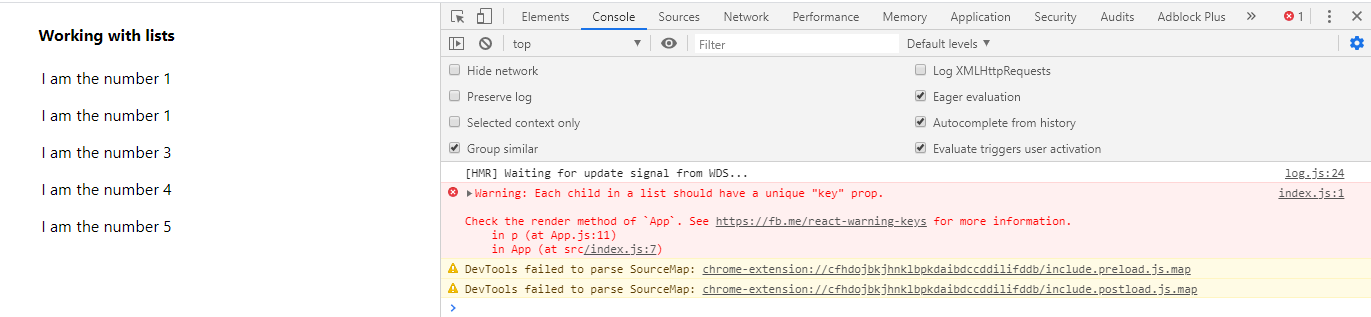 Working with lists
I am the number 1
I am the number 1
I am the number 3
I am the number 4
I am the number 5
Elements Console Sources Network Performance Memory Application Security Audits Adblock Plus » 1
top Filter Default levels
Hide network Log XMLHttpRequests
Preserve log Eager evaluation
Selected context only Autocomplete from history
Group similar Evaluate triggers user activation
[HMR] Waiting for update signal from WDS... log.js:24
Warning: Each child in a list should have a unique "key" prop. index.js:1
Check the render method of `App`. See https://fb.me/react-warning-keys for more information.
in p (at App.js:11)
in App (at src/index.js:7)
DevTools failed to parse SourceMap: chrome-extension://cfhdojbkjhnklbpkdaibdccddilifddb/include.preload.js.map
DevTools failed to parse SourceMap: chrome-extension://cfhdojbkjhnklbpkdaibdccddilifddb/include.postload.js.map